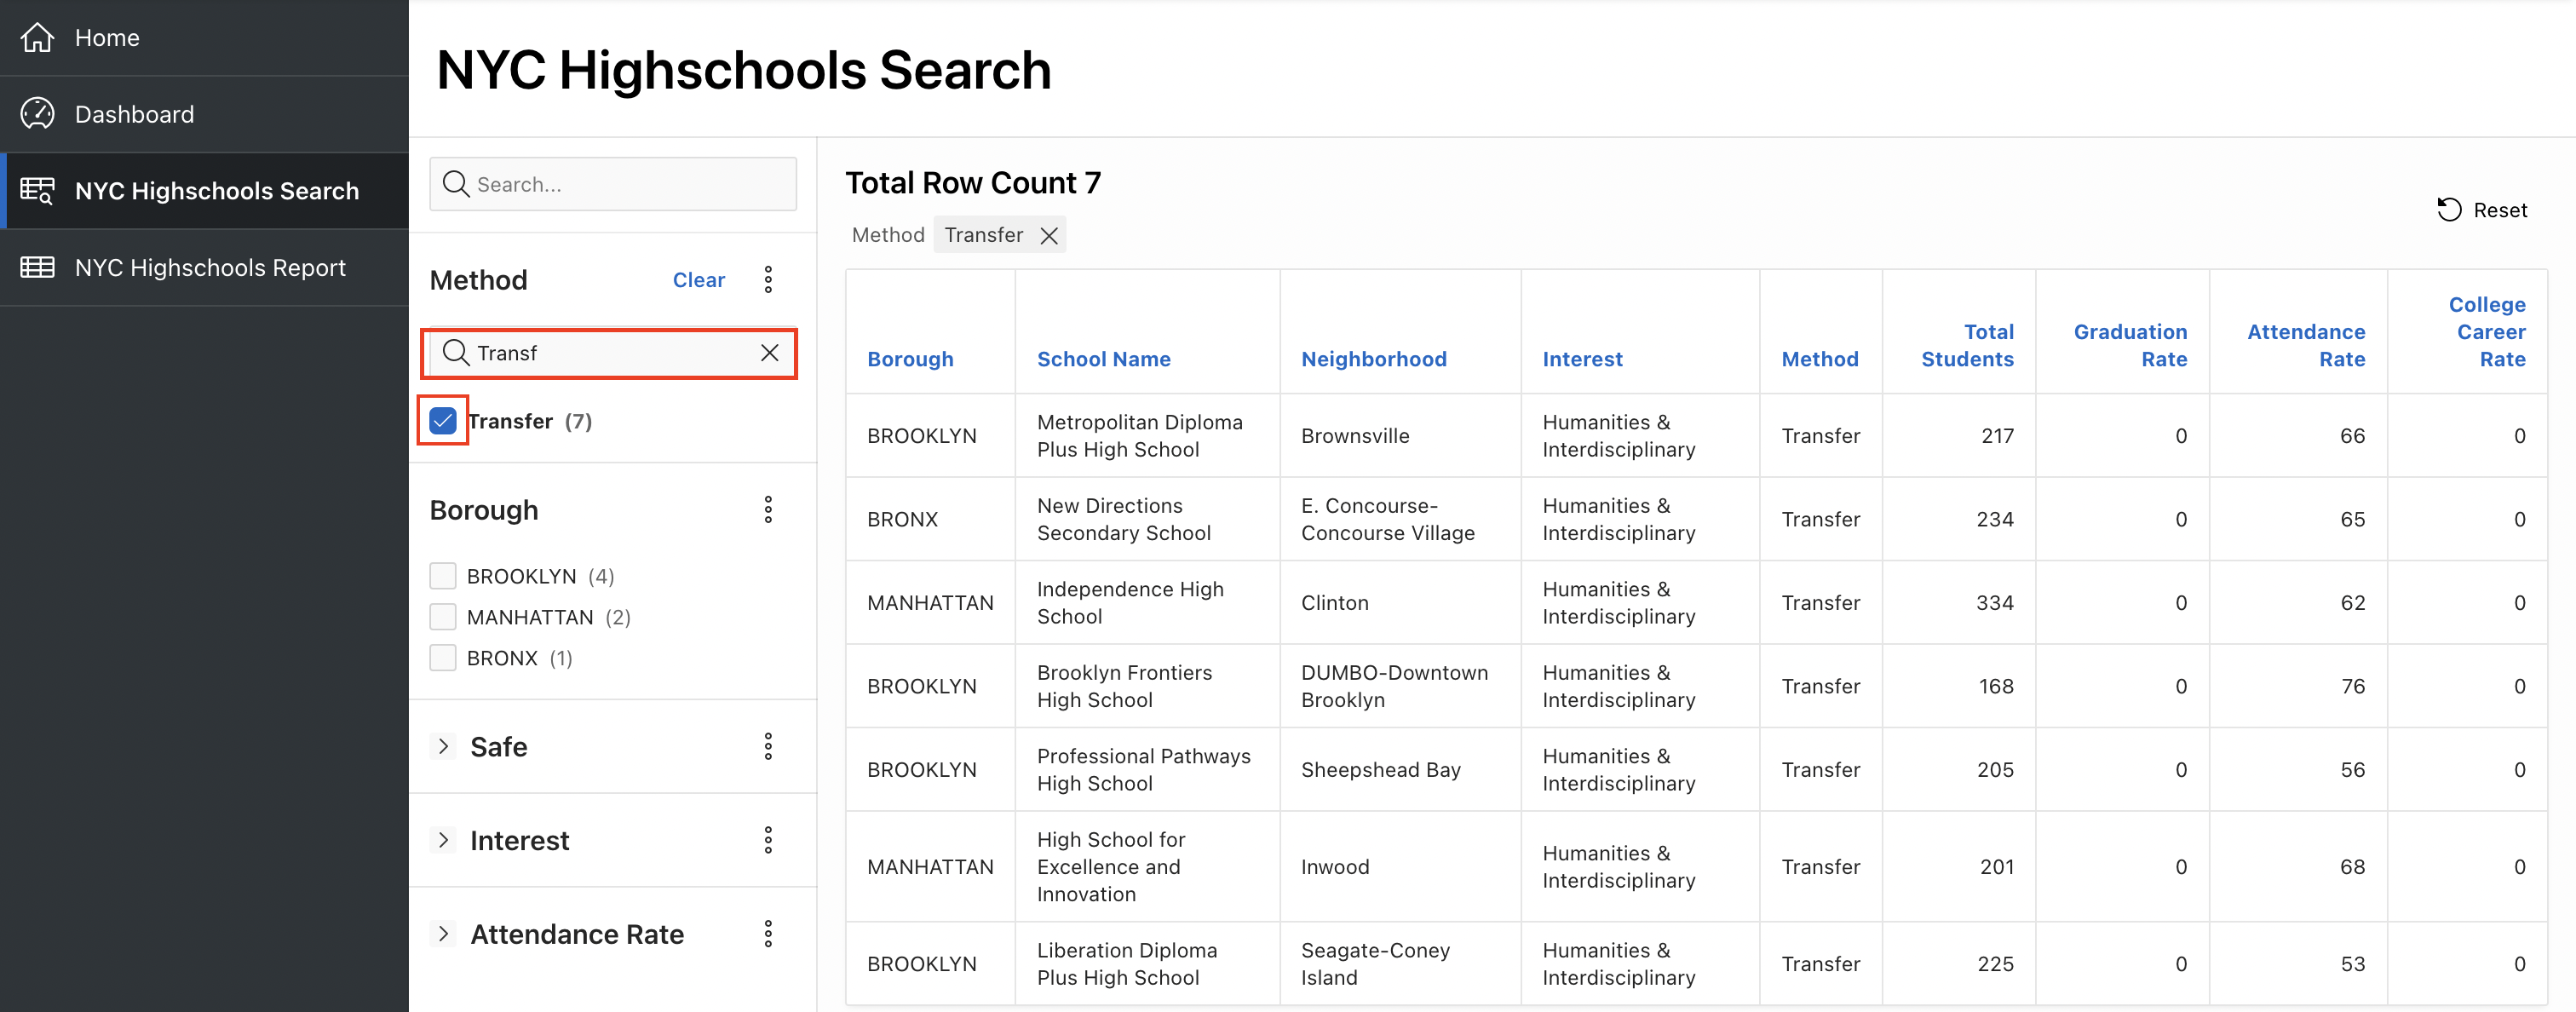 Home
Dashboard
NYC Highschools Search
NYC Highschools Report
NYC Highschools Search
Search...
Method Clear
Transf
Transfer (7)
Borough
BROOKLYN (4)
MANHATTAN (2)
BRONX (1)
Safe
Interest
Attendance Rate
Total Row Count 7
Method Transfer
Reset
Borough School Name Neighborhood Interest Method Total Students Graduation Rate Attendance Rate College Career Rate
BROOKLYN Metropolitan Diploma Plus High School Brownsville Humanities & Interdisciplinary Transfer 217 0 66 0
BRONX New Directions Secondary School E. Concourse-Concourse Village Humanities & Interdisciplinary Transfer 234 0 65 0
MANHATTAN Independence High School Clinton Humanities & Interdisciplinary Transfer 334 0 62 0
BROOKLYN Brooklyn Frontiers High School DUMBO-Downtown Brooklyn Humanities & Interdisciplinary Transfer 168 0 76 0
BROOKLYN Professional Pathways High School Sheepshead Bay Humanities & Interdisciplinary Transfer 205 0 56 0
MANHATTAN High School for Excellence and Innovation Inwood Humanities & Interdisciplinary Transfer 201 0 68 0
BROOKLYN Liberation Diploma Plus High School Seagate-Coney Island Humanities & Interdisciplinary Transfer 225 0 53 0